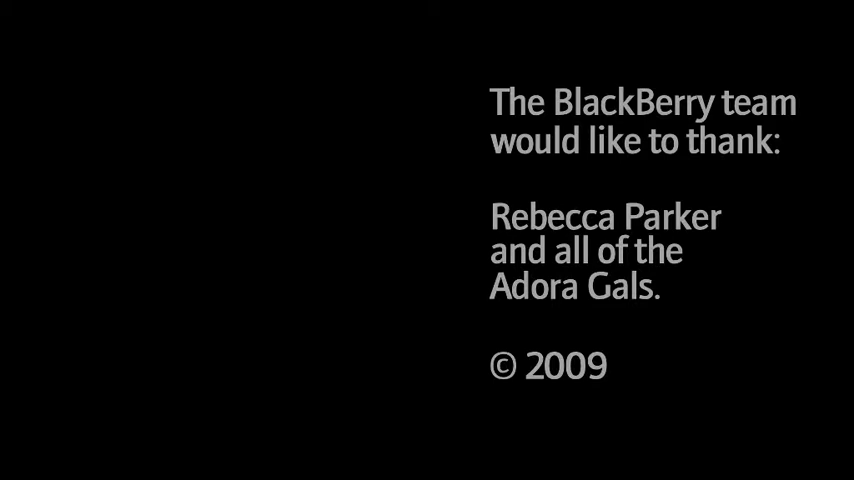 The BlackBerry team
would like to thank:
Rebecca Parker
and all of the
Adora Gals.
© 2009